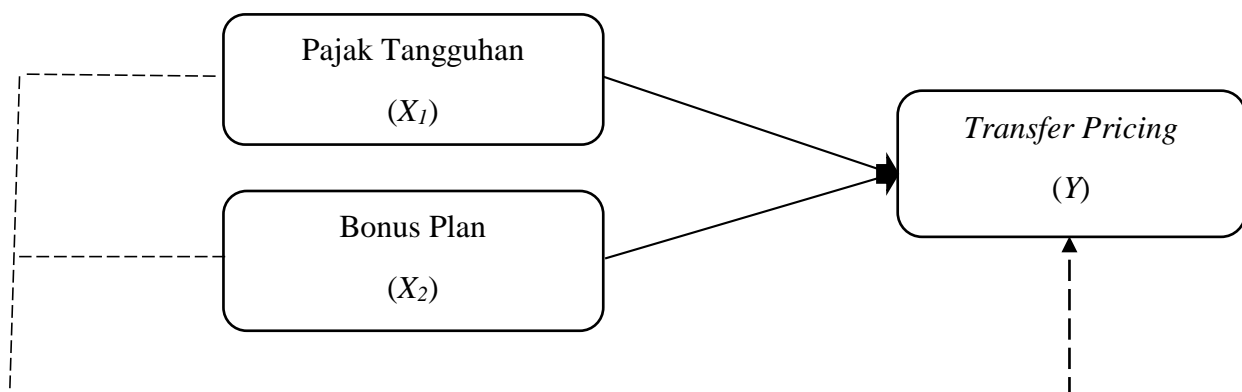 Pajak Tangguhan
(X1)
Transfer Pricing
(Y)
Bonus Plan
(X2)